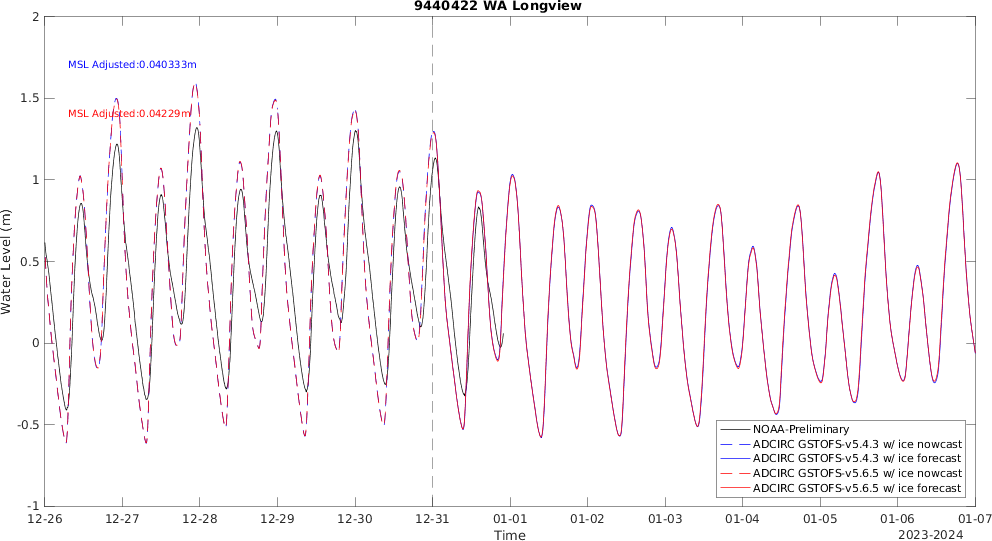 9440422 WA Longview
2
1.5
1
0.5
0
-0.5
-1
Water Level (m)
MSL Adjusted:0.040333m
MSL Adjusted:0.04229m
NOAA-Preliminary
ADCIRC GSTOFS-v5.4.3 w/ ice nowcast
ADCIRC GSTOFS-v5.4.3 w/ ice forecast
ADCIRC GSTOFS-v5.6.5 w/ ice nowcast
ADCIRC GSTOFS-v5.6.5 w/ ice forecast
12-26 12-27 12-28 12-29 12-30 12-31 01-01 01-02 01-03 01-04 01-05 01-06 01-07
Time
2023-2024